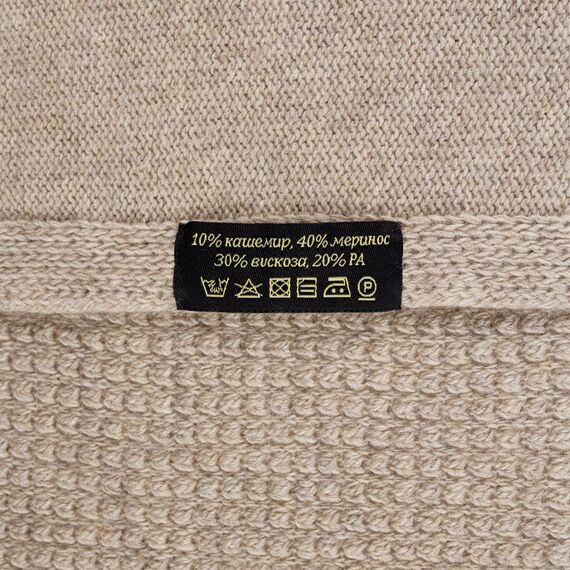 10% кашемир, 40% меринос
30% вискоза, 20% PA
P